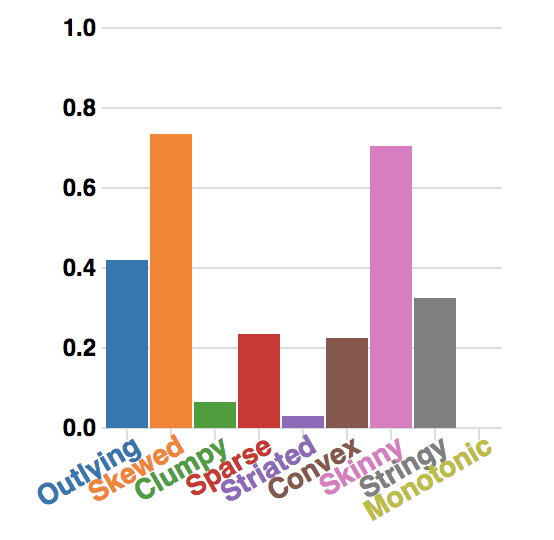 1.0
0.8
0.6
0.4
0.2
0.0
Outlying
Skewed
Clumpy
Sparse
Striated
Convex
Skinny
Stringy
Monotonic